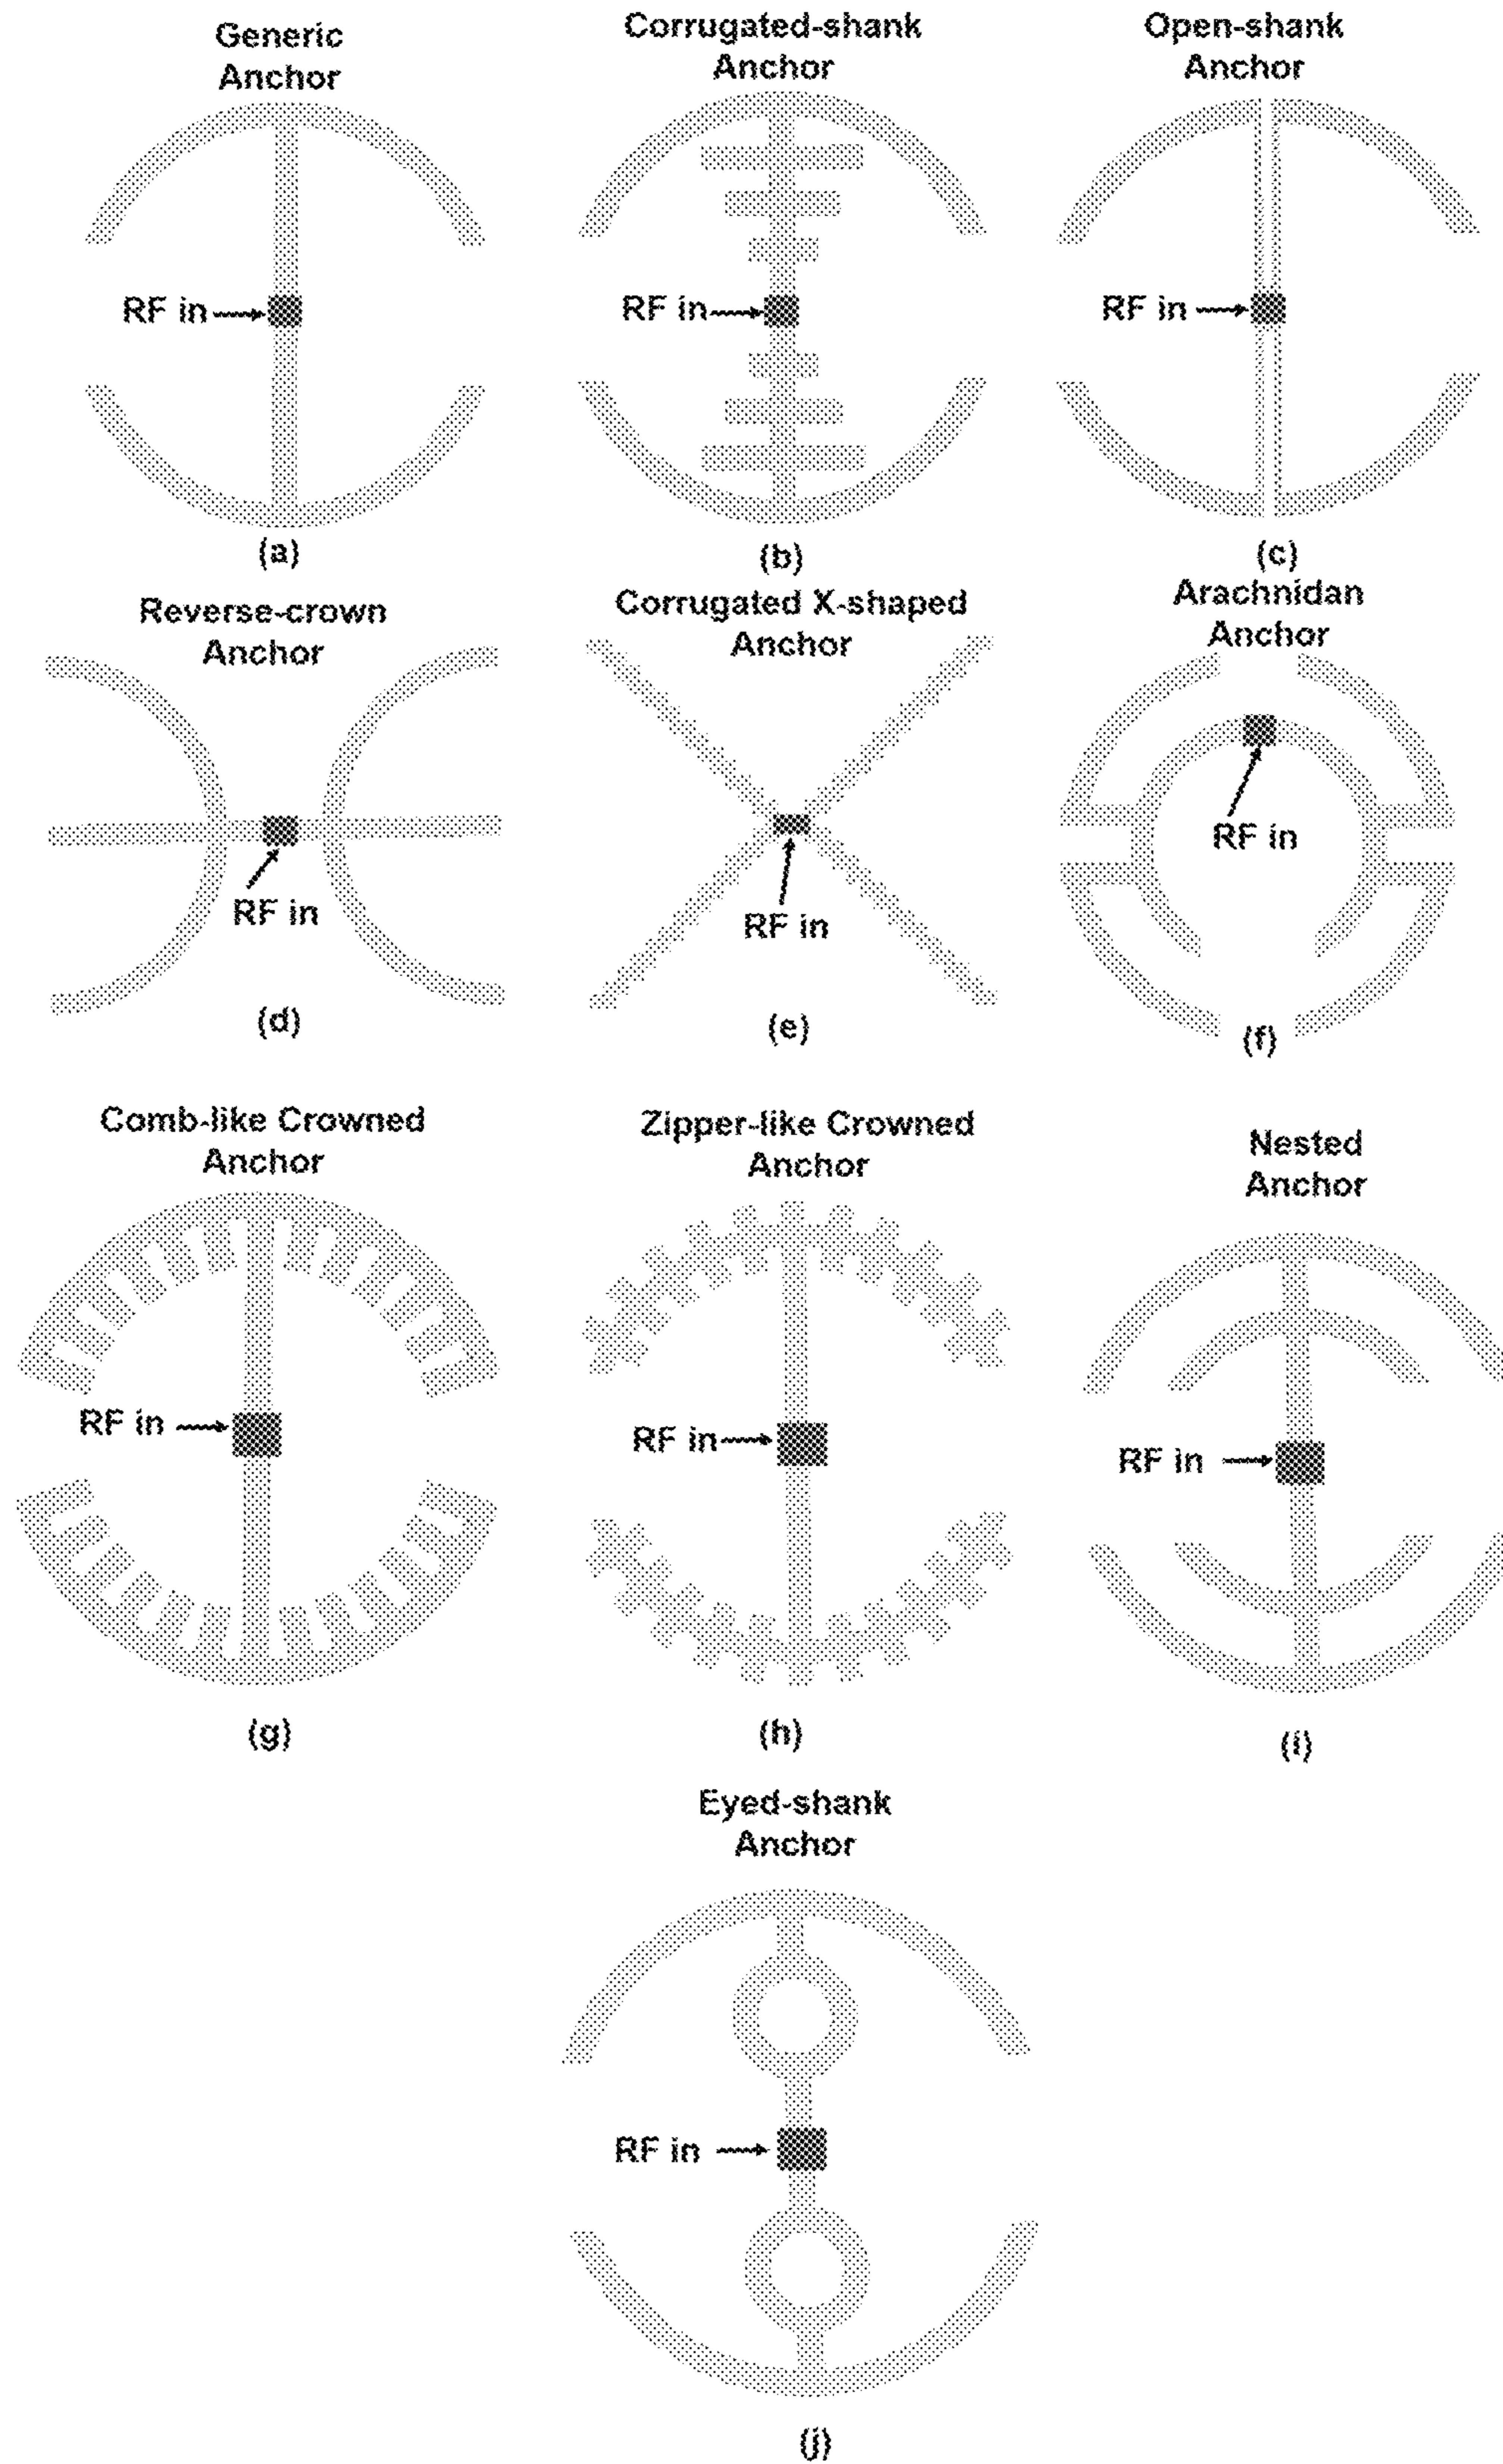 Generic
Anchor
RF in
(a)
Corrugated-shank
Anchor
RF in
(b)
Open-shank
Anchor
RF in
(c)
Reverse-crown
Anchor
RF in
(d)
Corrugated X-shaped
Anchor
RF in
(e)
Arachnidan
Anchor
RF in
(f)
Comb-like Crowned
Anchor
RF in
(g)
Zipper-like Crowned
Anchor
RF in
(h)
Nested
Anchor
RF in
(i)
Eyed-shank
Anchor
RF in
(j)